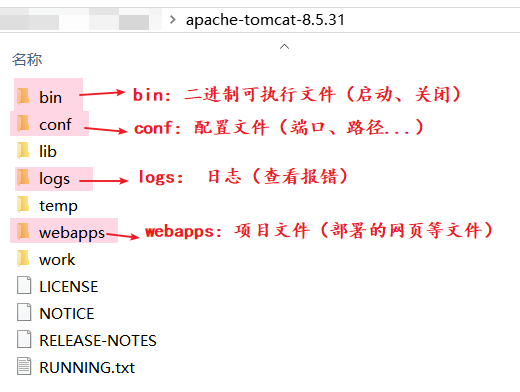 apache-tomcat-8.5.31
名称
bin
bin: 二进制可执行文件（启动、关闭）
conf
conf: 配置文件（端口、路径...）
lib
logs
logs: 日志（查看报错）
temp
webapps
webapps: 项目文件（部署的网页等文件）
work
LICENSE
NOTICE
RELEASE-NOTES
RUNNING.txt